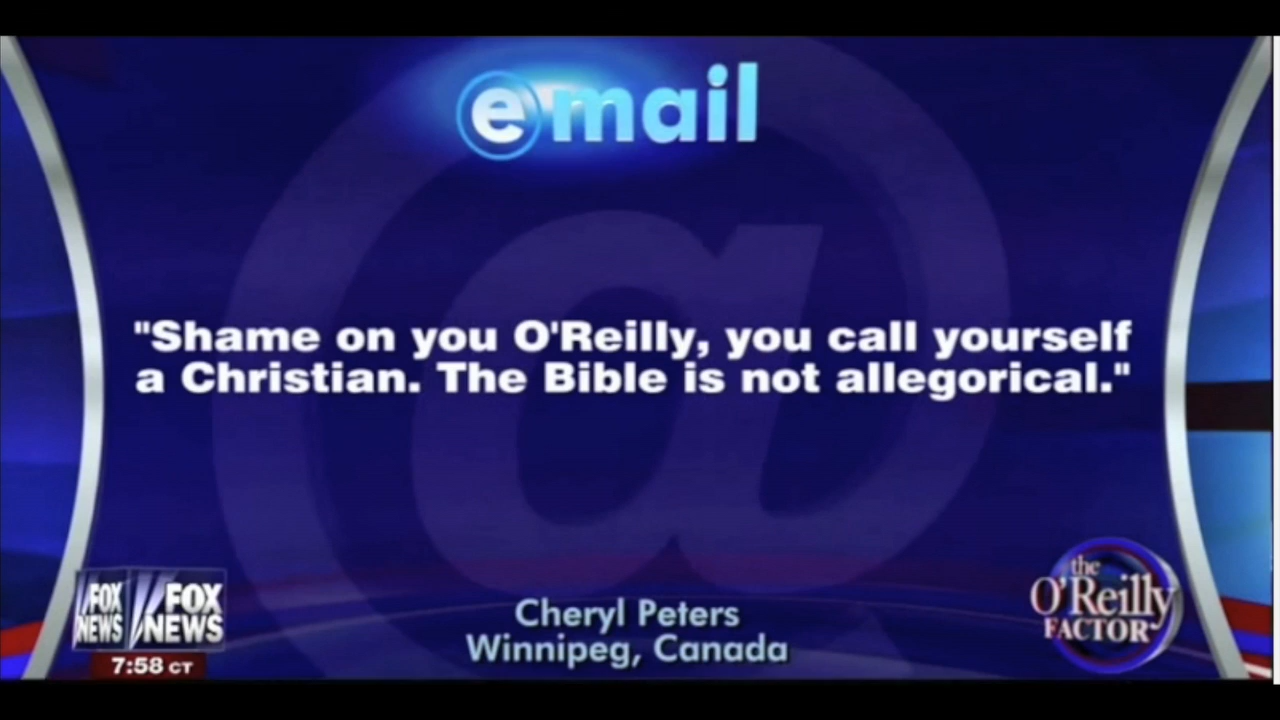 e-mail
"Shame on you O'Reilly, you call yourself
a Christian. The Bible is not allegorical."
Cheryl Peters
Winnipeg, Canada
FOX
NEWS
FOX
NEWS
7:58 CT
the
O'Reilly
FACTOR